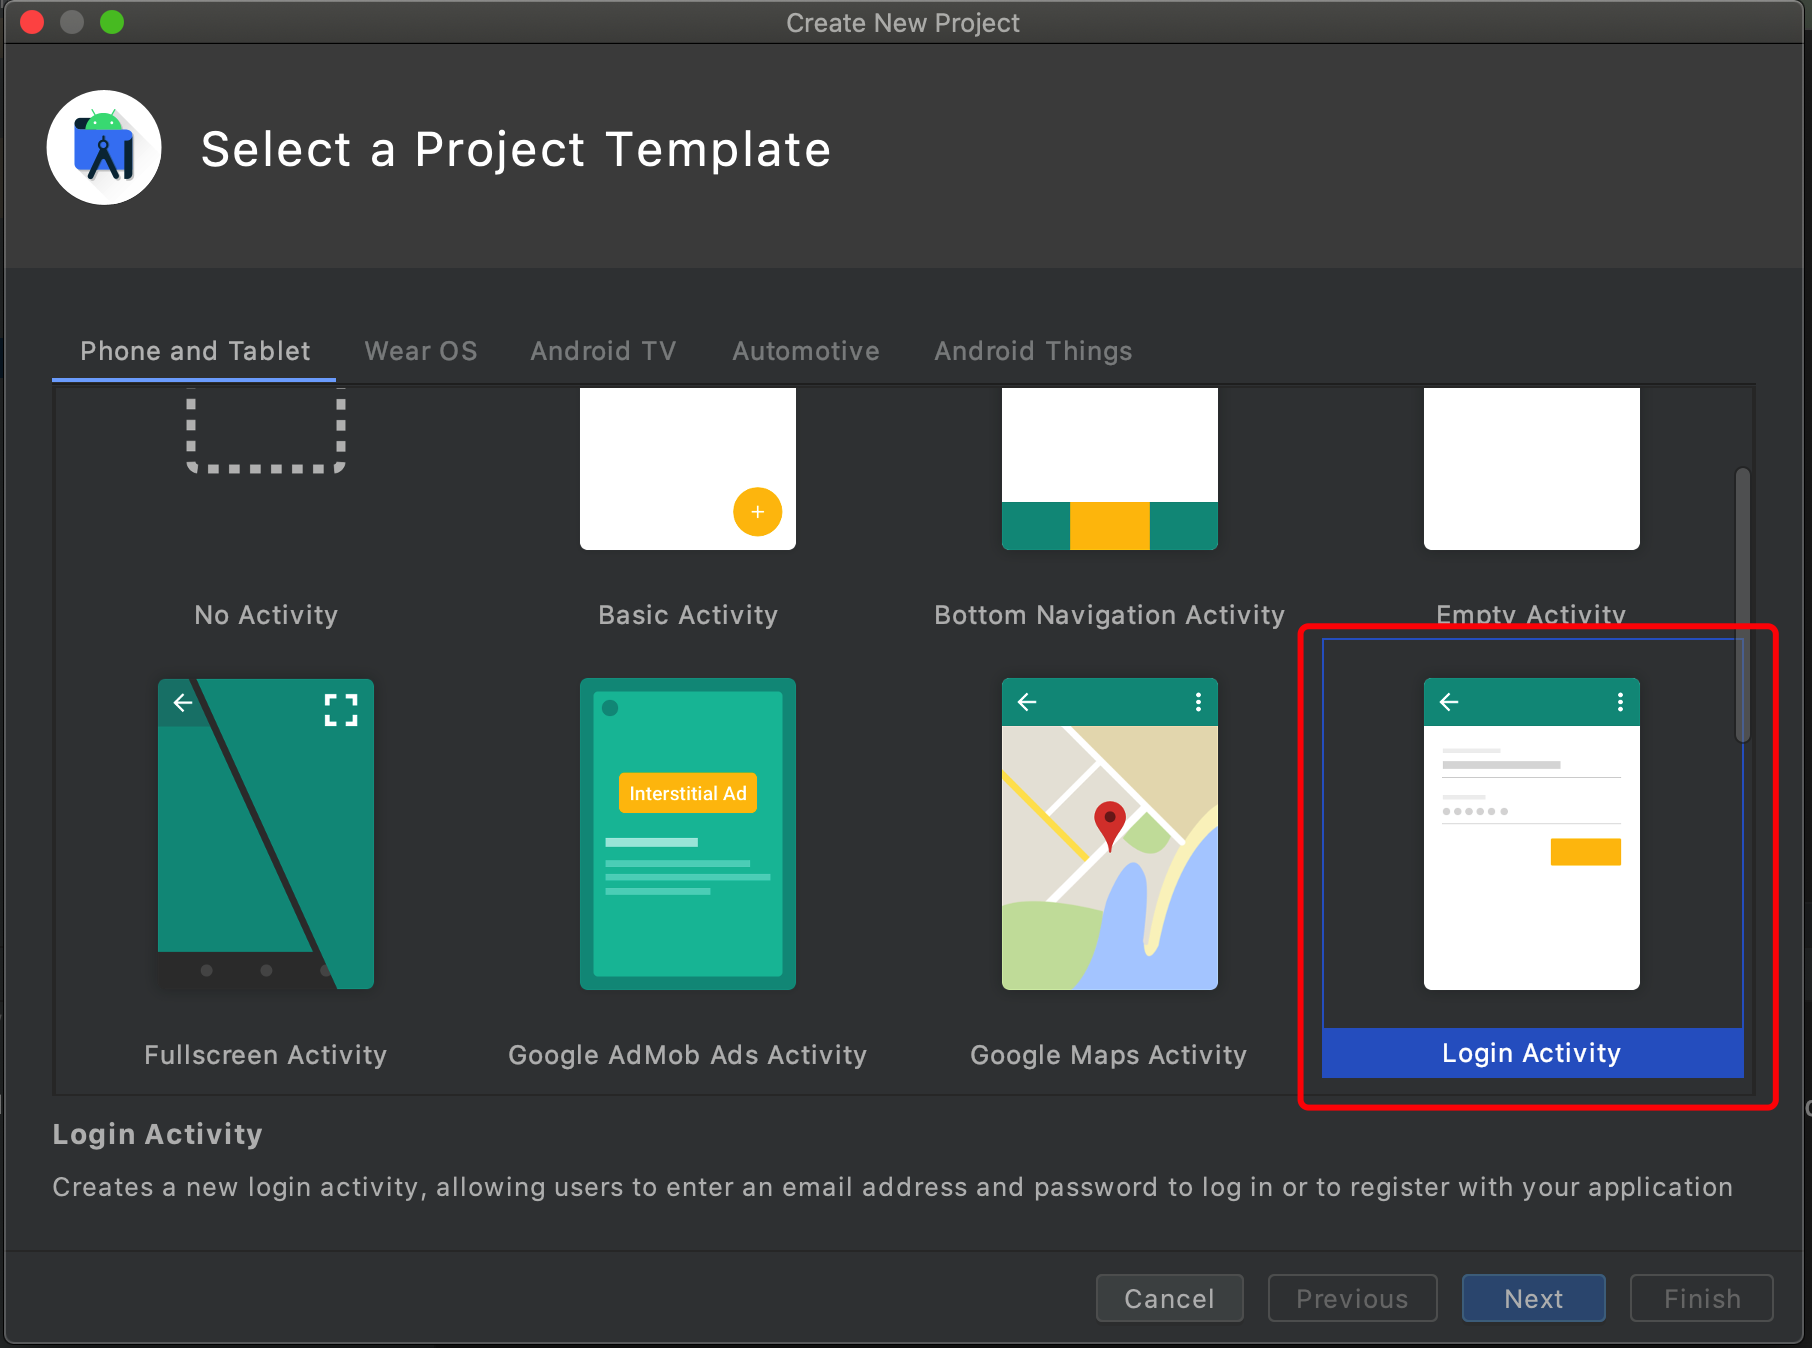 Create New Project
Select a Project Template
Phone and Tablet Wear OS Android TV Automotive Android Things
No Activity Basic Activity Bottom Navigation Activity Empty Activity
Interstitial Ad
Fullscreen Activity Google AdMob Ads Activity Google Maps Activity Login Activity
Login Activity
Creates a new login activity, allowing users to enter an email address and password to log in or to register with your application
Cancel Previous Next Finish